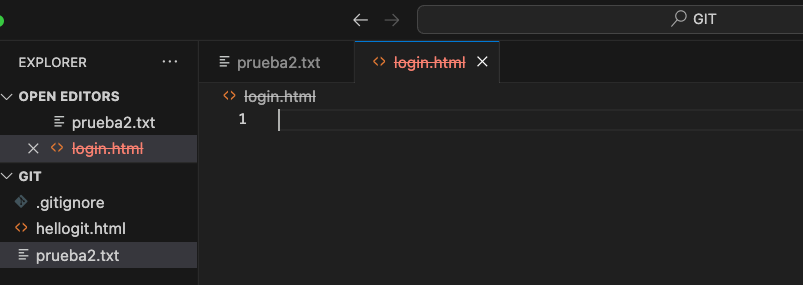 GIT
EXPLORER ...
prueba2.txt login.html
OPEN EDITORS
prueba2.txt
login.html
GIT
.gitignore
hellogit.html
prueba2.txt
login.html
1